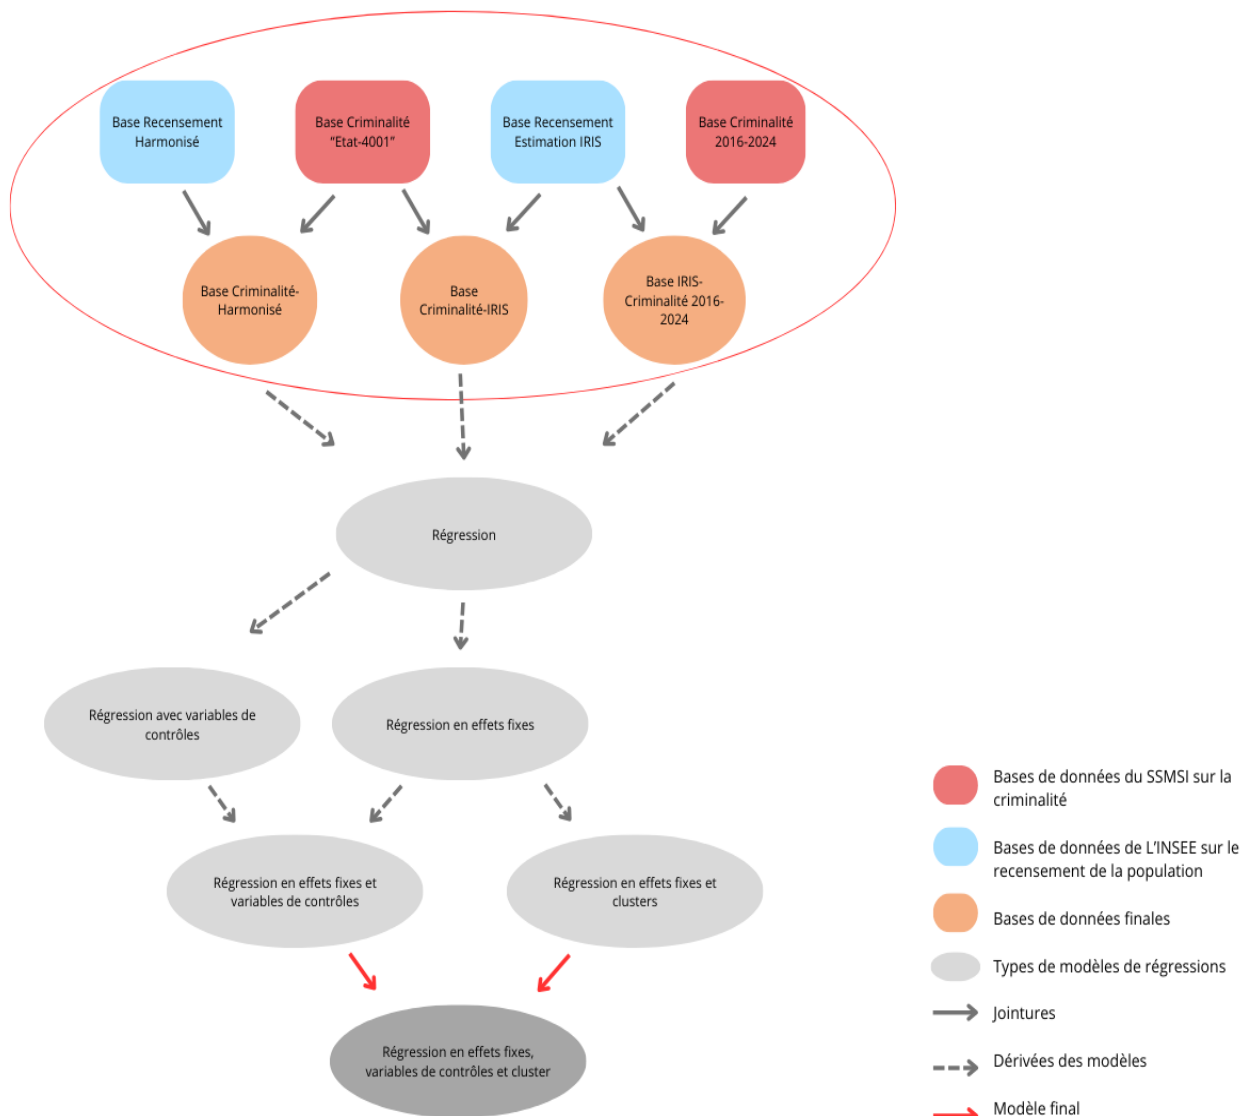 Base Recensement
Harmonisé
Base Criminalité
"Etat-4001"
Base Recensement
Estimation IRIS
Base Criminalité
2016-2024
Base Criminalité-
Harmonisé
Base
Criminalité-IRIS
Base IRIS-
Criminalité 2016-
2024
Régression
Régression avec variables de
contrôles
Régression en effets fixes
Régression en effets fixes et
variables de contrôles
Régression en effets fixes et
clusters
Régression en effets fixes,
variables de contrôles et cluster
Bases de données du SSMSI sur la
criminalité
Bases de données de L'INSEE sur le
recensement de la population
Bases de données finales
Types de modèles de régressions
Jointures
Dérivées des modèles
Modèle final